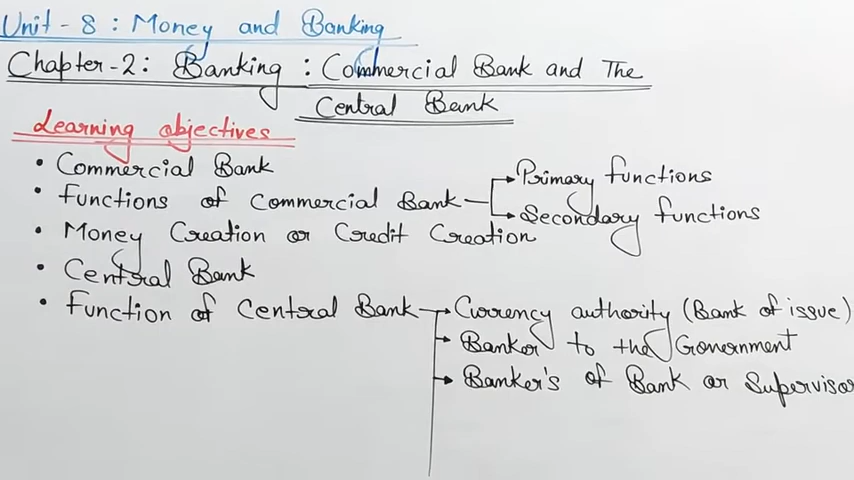 Unit - 8 : Money and Banking
Chapter - 2 : Banking : Commercial Bank and The
Central Bank
Learning objectives
• Commercial Bank
• Functions of Commercial Bank → Primary functions
→ Secondary functions
• Money Creation or Credit Creation
• Central Bank
• Function of Central Bank → Currency authority (Bank of issue)
→ Banker to the Government
→ Banker's of Bank or Supervisor